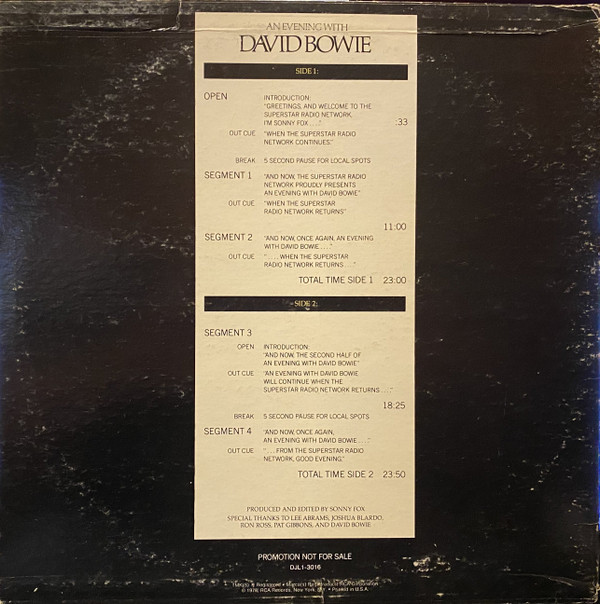 AN EVENING WITH
DAVID BOWIE
SIDE 1:
OPEN INTRODUCTION:
"GREETINGS, AND WELCOME TO THE
SUPERSTAR RADIO NETWORK,
I'M SONNY FOX . . ." :33
OUT CUE "WHEN THE SUPERSTAR RADIO
NETWORK CONTINUES."
BREAK 5 SECOND PAUSE FOR LOCAL SPOTS
SEGMENT 1 "AND NOW, THE SUPERSTAR RADIO
NETWORK PROUDLY PRESENTS
AN EVENING WITH DAVID BOWIE"
OUT CUE "WHEN THE SUPERSTAR
RADIO NETWORK RETURNS"
11:00
SEGMENT 2 "AND NOW, ONCE AGAIN, AN EVENING
WITH DAVID BOWIE . . . ."
OUT CUE ". . . . WHEN THE SUPERSTAR
RADIO NETWORK RETURNS . . ."
TOTAL TIME SIDE 1 23:00
SIDE 2:
SEGMENT 3
OPEN INTRODUCTION:
"AND NOW, THE SECOND HALF OF
AN EVENING WITH DAVID BOWIE"
OUT CUE "AN EVENING WITH DAVID BOWIE
WILL CONTINUE WHEN THE
SUPERSTAR RADIO NETWORK RETURNS . . ."
18:25
BREAK 5 SECOND PAUSE FOR LOCAL SPOTS
SEGMENT 4 "AND NOW, ONCE AGAIN,
AN EVENING WITH DAVID BOWIE . . . ."
OUT CUE ". . . FROM THE SUPERSTAR RADIO
NETWORK, GOOD EVENING."
TOTAL TIME SIDE 2 23:50
PRODUCED AND EDITED BY SONNY FOX
SPECIAL THANKS TO LEE ABRAMS, JOSHUA BLARDO,
RON ROSS, PAT GIBBONS, AND DAVID BOWIE
PROMOTION NOT FOR SALE
DJL1-3016
© 1978, RCA Records, New York, N.Y. • Printed in U.S.A.